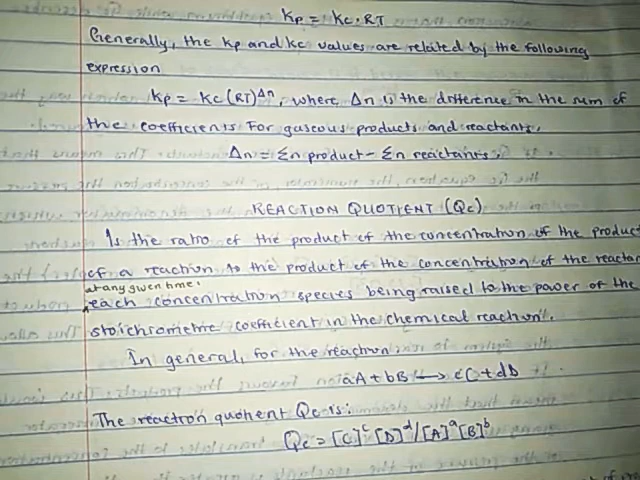 Kp = Kc·RT
Generally, the Kp and Kc values are related by the following
expression
Kp = Kc(RT)^Δn, where Δn is the difference in the sum of
the coefficients for gaseous products and reactants.
Δn = Σn product - Σn reactants.
REACTION QUOTIENT (Qc)
Is the ratio of the product of the concentration of the product
of a reaction to the product of the concentration of the reactan
at any given time.
each concentration species being raised to the power of the
stoichiometric coefficient in the chemical reaction.
In general, for the reaction
aA + bB → cC + dD
The reaction quotient Qc is:
Qc = [C]^c [D]^d / [A]^a [B]^b